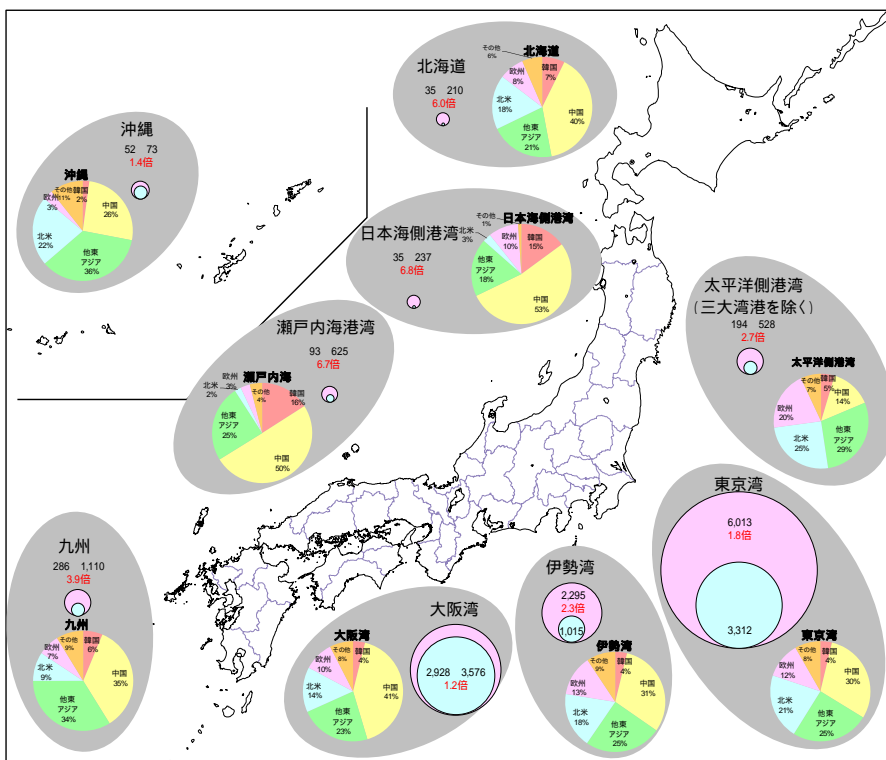 北海道
35 210
6.0倍
北海道
その他
6%
韓国
7%
中国
40%
他東
アジア
21%
北米
18%
欧州
8%
沖縄
52 73
1.4倍
沖縄
韓国
2%
中国
26%
他東
アジア
36%
北米
22%
欧州
3%
その他
11%
日本海側港湾
35 237
6.8倍
日本海側港湾
その他
1%
韓国
15%
中国
53%
他東
アジア
18%
北米
3%
欧州
10%
瀬戸内海港湾
93 625
6.7倍
瀬戸内海
韓国
16%
中国
50%
他東
アジア
25%
北米
2%
欧州
3%
その他
4%
太平洋側港湾
(三大湾港を除く)
194 528
2.7倍
太平洋側港湾
韓国
5%
中国
14%
他東
アジア
29%
北米
25%
欧州
20%
その他
7%
東京湾
6,013
1.8倍
3,312
東京湾
韓国
4%
中国
30%
他東
アジア
25%
北米
21%
欧州
12%
その他
8%
伊勢湾
2,295
2.3倍
1,015
伊勢湾
韓国
4%
中国
31%
他東
アジア
25%
北米
18%
欧州
13%
その他
9%
大阪湾
2,928 3,576
1.2倍
大阪湾
韓国
4%
中国
41%
他東
アジア
23%
北米
14%
欧州
10%
その他
8%
九州
286 1,110
3.9倍
九州
韓国
6%
中国
35%
他東
アジア
34%
北米
9%
欧州
7%
その他
9%